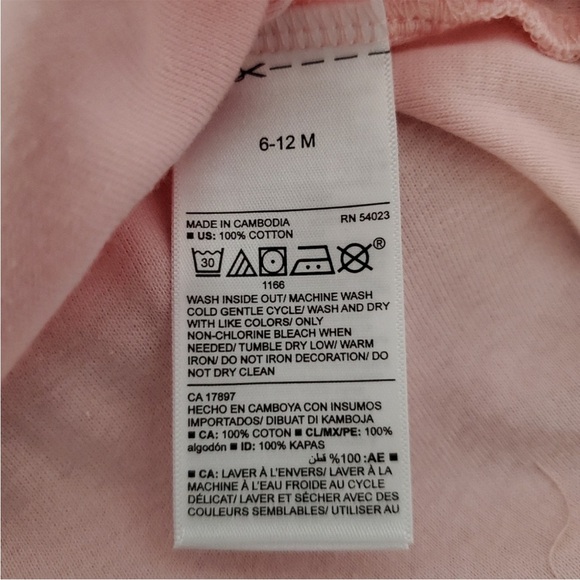 6-12 M
MADE IN CAMBODIA RN 54023
■ US: 100% COTTON
30 ®
1166
WASH INSIDE OUT/ MACHINE WASH
COLD GENTLE CYCLE/ WASH AND DRY
WITH LIKE COLORS/ ONLY
NON-CHLORINE BLEACH WHEN
NEEDED/ TUMBLE DRY LOW/ WARM
IRON/ DO NOT IRON DECORATION/ DO
NOT DRY CLEAN
CA 17897
HECHO EN CAMBOYA CON INSUMOS
IMPORTADOS/ DIBUAT DI KAMBOJA
■ CA: 100% COTON ■ CL/MX/PE: 100%
algodón ■ ID: 100% KAPAS
■ AE: 100% قطن
■ CA: LAVER À L'ENVERS/ LAVER À LA
MACHINE À L'EAU FROIDE AU CYCLE
DÉLICAT/ LAVER ET SÉCHER AVEC DES
COULEURS SEMBLABLES/ UTILISER AU